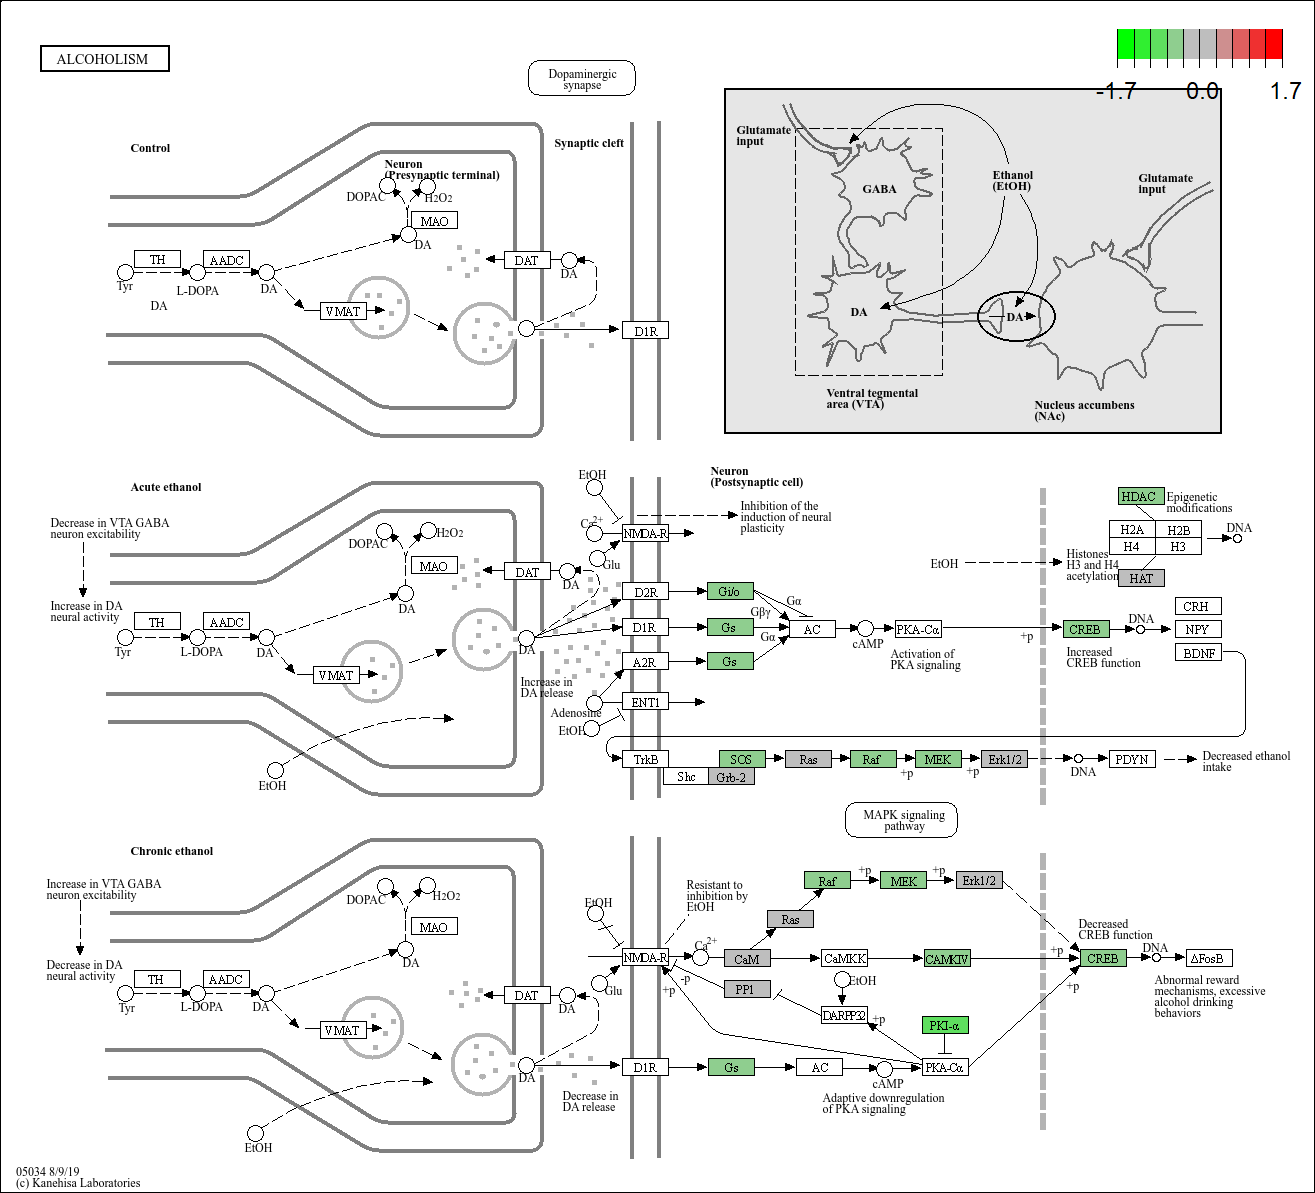 ALCOHOLISM
Dopaminergic
synapse
-1.7
0.0
1.7
Control
Neuron
(Presynaptic terminal)
Synaptic cleft
DOPAC
H2O2
MAO
DA
TH
AADC
Tyr
L-DOPA
DA
DA
VMAT
DAT
DA
D1R
Glutamate
input
GABA
Ethanol
(EtOH)
Glutamate
input
DA
DA
Ventral tegmental
area (VTA)
Nucleus accumbens
(NAc)
Acute ethanol
Decrease in VTA GABA
neuron excitability
Increase in DA
neural activity
DOPAC
H2O2
MAO
DA
TH
AADC
Tyr
L-DOPA
DA
VMAT
DAT
DA
DA
Increase in
DA release
EtOH
EtOH
Ca2+
Glu
Adenosine
EtOH
NMDA-R
D2R
D1R
A2R
ENT1
TrkB
Neuron
(Postsynaptic cell)
Inhibition of the
induction of neural
plasticity
Gi/o
Gs
Gs
Gα
Gβγ
Gα
AC
cAMP
PKA-Cα
Activation of
PKA signaling
+p
EtOH
HDAC
Epigenetic
modifications
H2A
H2B
H4
H3
DNA
Histones
H3 and H4
acetylation
HAT
CREB
Increased
CREB function
DNA
CRH
NPY
BDNF
Shc
Grb-2
SOS
Ras
Raf
+p
MEK
+p
Erk1/2
DNA
PDYN
Decreased ethanol
intake
MAPK signaling
pathway
Chronic ethanol
Increase in VTA GABA
neuron excitability
Decrease in DA
neural activity
DOPAC
H2O2
MAO
DA
TH
AADC
Tyr
L-DOPA
DA
VMAT
DAT
DA
DA
EtOH
Decrease in
DA release
EtOH
Glu
NMDA-R
D1R
Resistant to
inhibition by
EtOH
Ca2+
+p
-p
Raf
+p
MEK
+p
Erk1/2
Ras
CaM
CaMKK
CAMKIV
PP1
EtOH
DARPP32
+p
PKI-α
Gs
AC
cAMP
PKA-Cα
Adaptive downregulation
of PKA signaling
+p
+p
Decreased
CREB function
CREB
DNA
ΔFosB
Abnormal reward
mechanisms, excessive
alcohol drinking
behaviors
05034 8/9/19
(c) Kanehisa Laboratories